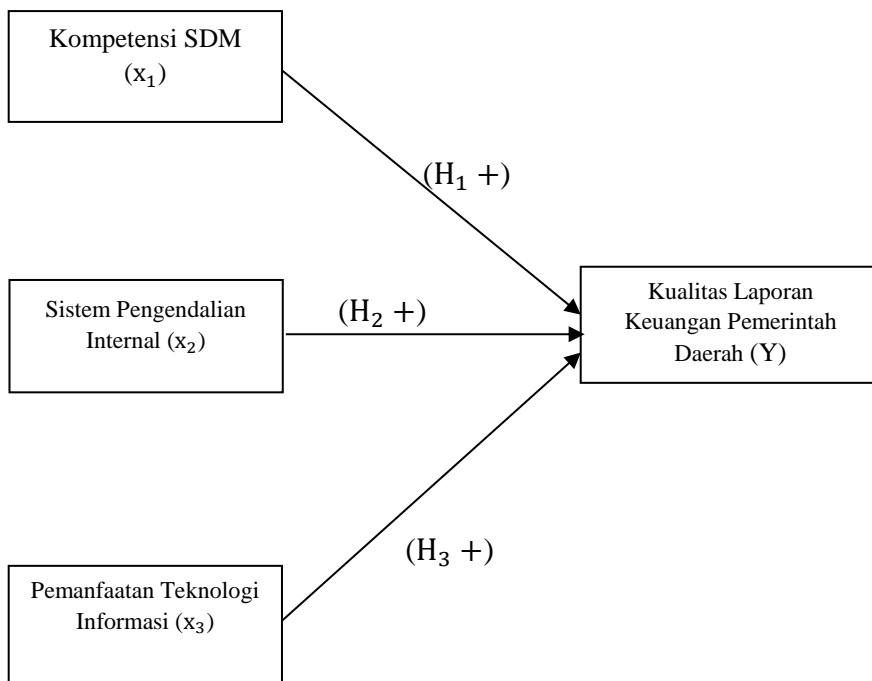 Kompetensi SDM
(x₁)
(H₁ +)
Sistem Pengendalian
Internal (x₂)
(H₂ +)
Kualitas Laporan
Keuangan Pemerintah
Daerah (Y)
(H₃ +)
Pemanfaatan Teknologi
Informasi (x₃)